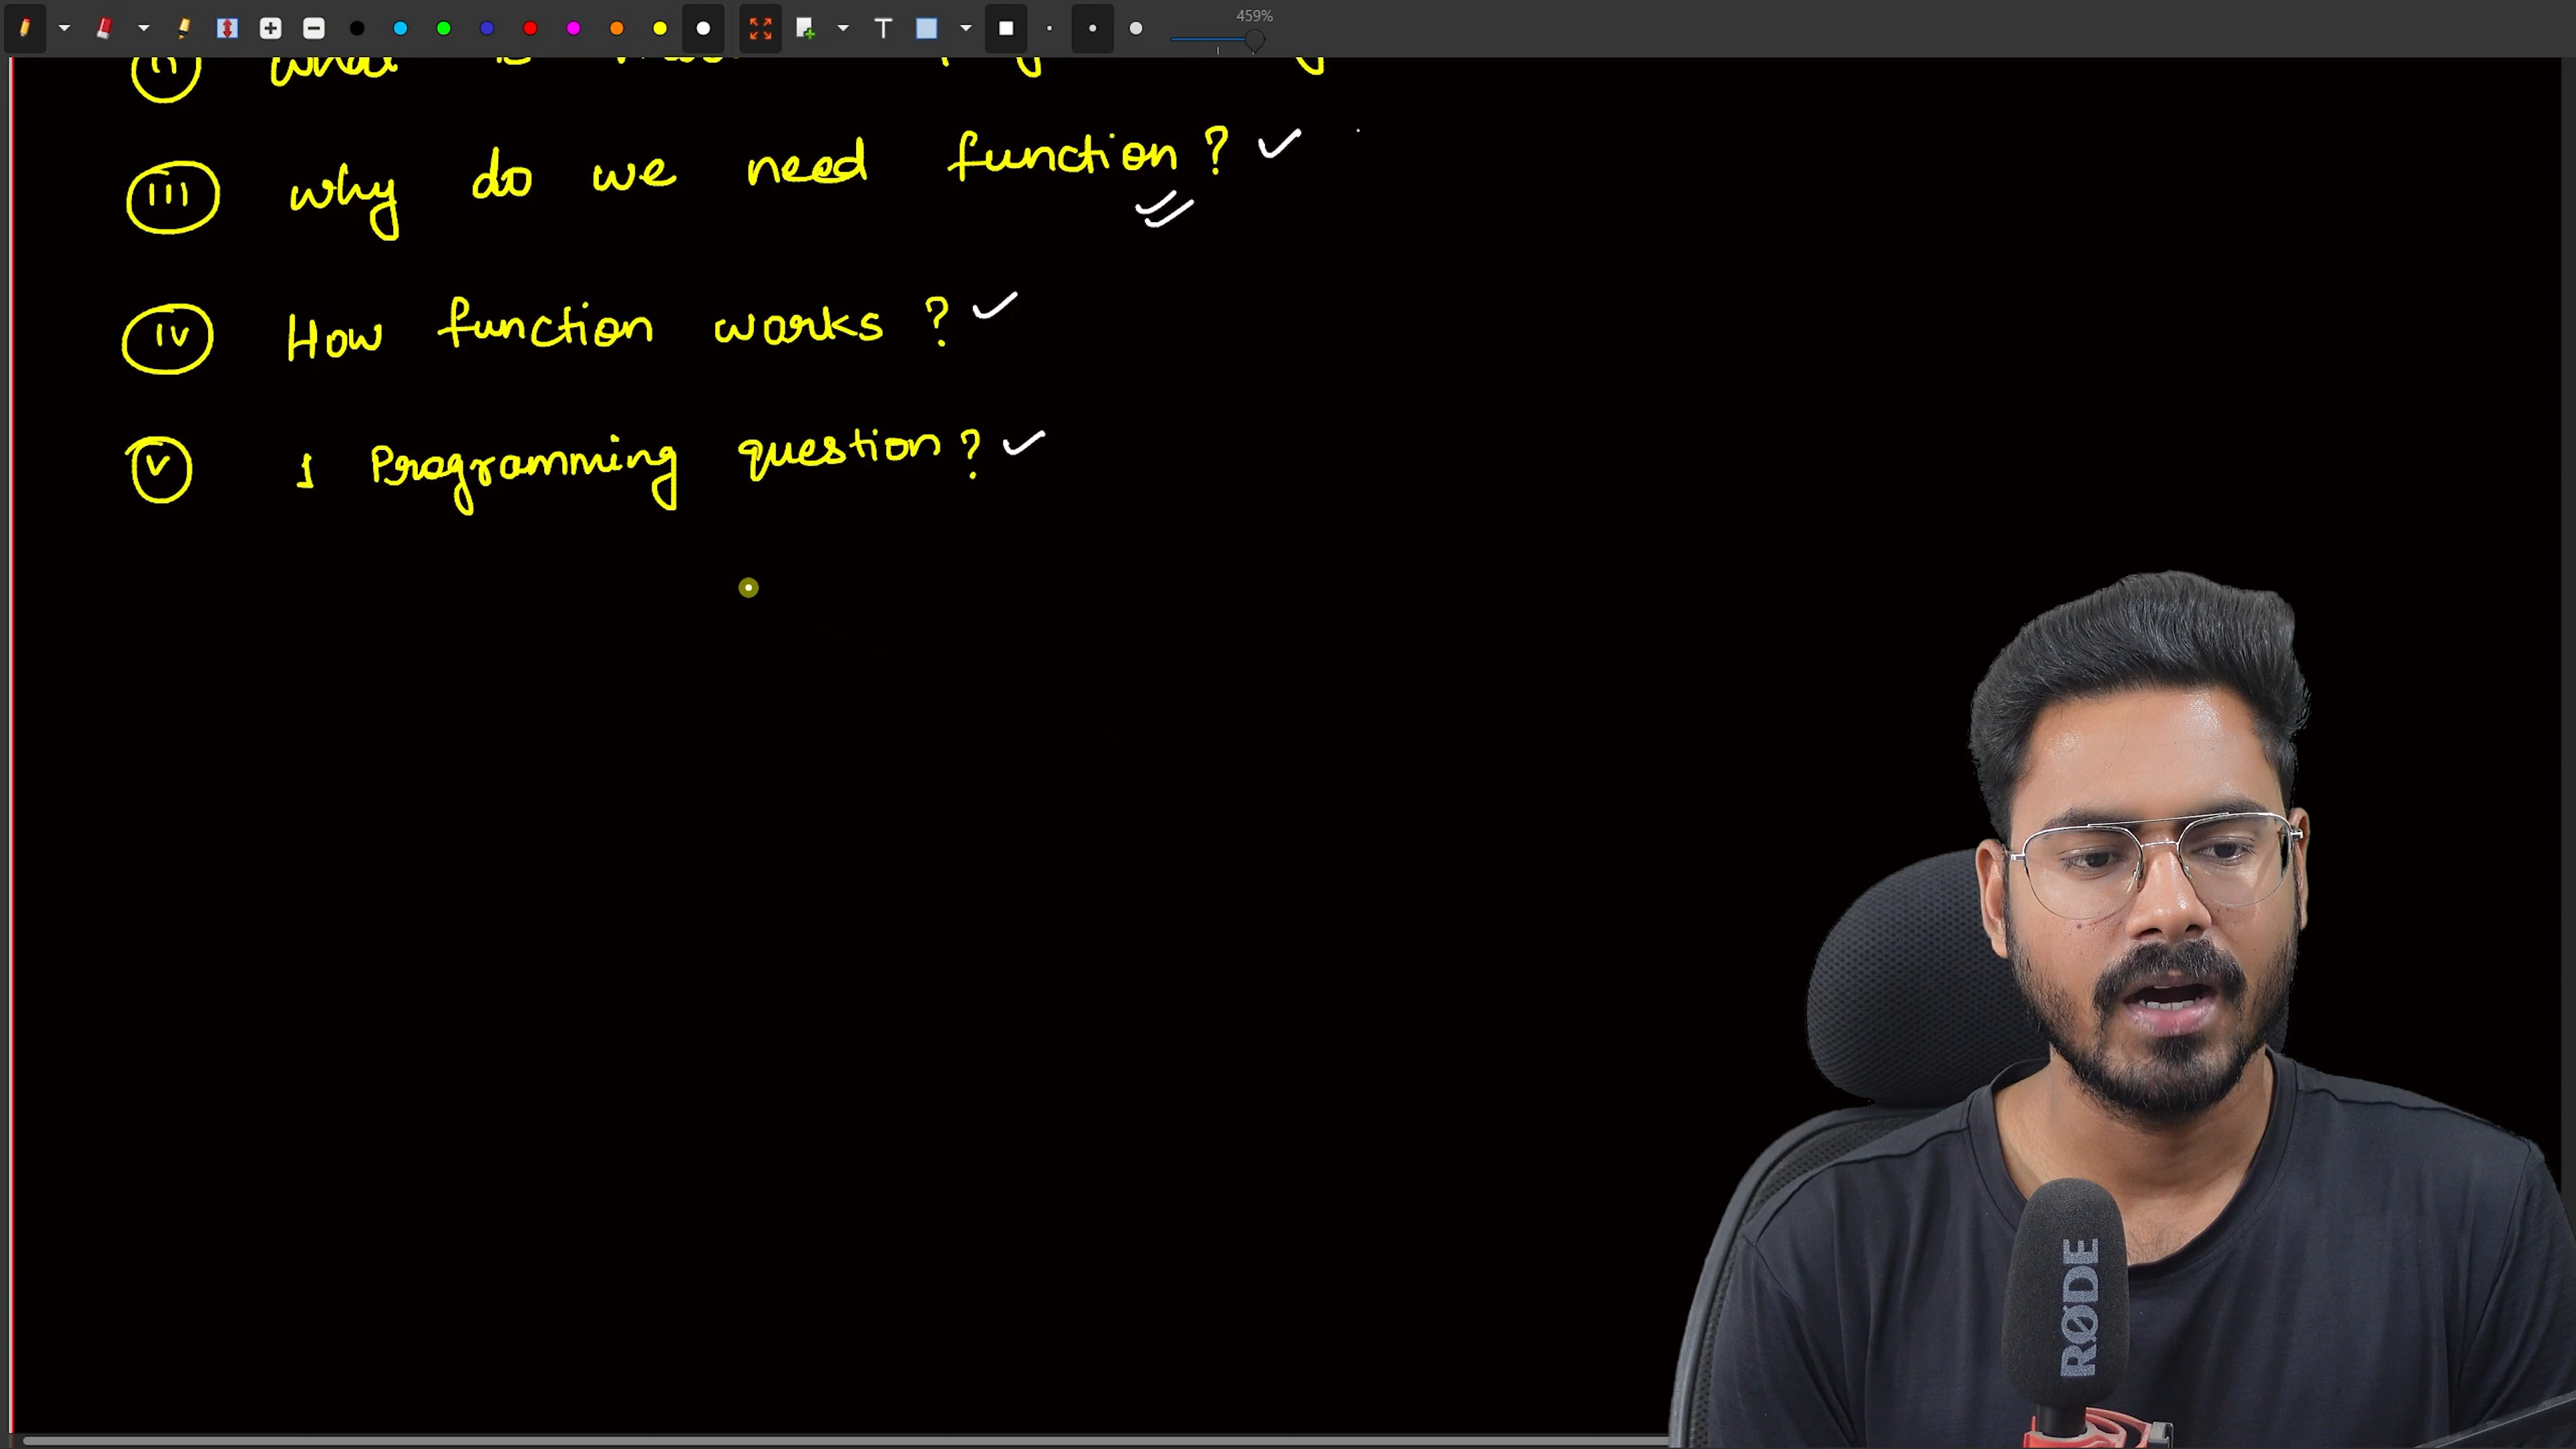 459%
(iii) why do we need function ?
(iv) How function works ?
(v) 1 Programming question ?
RØDE